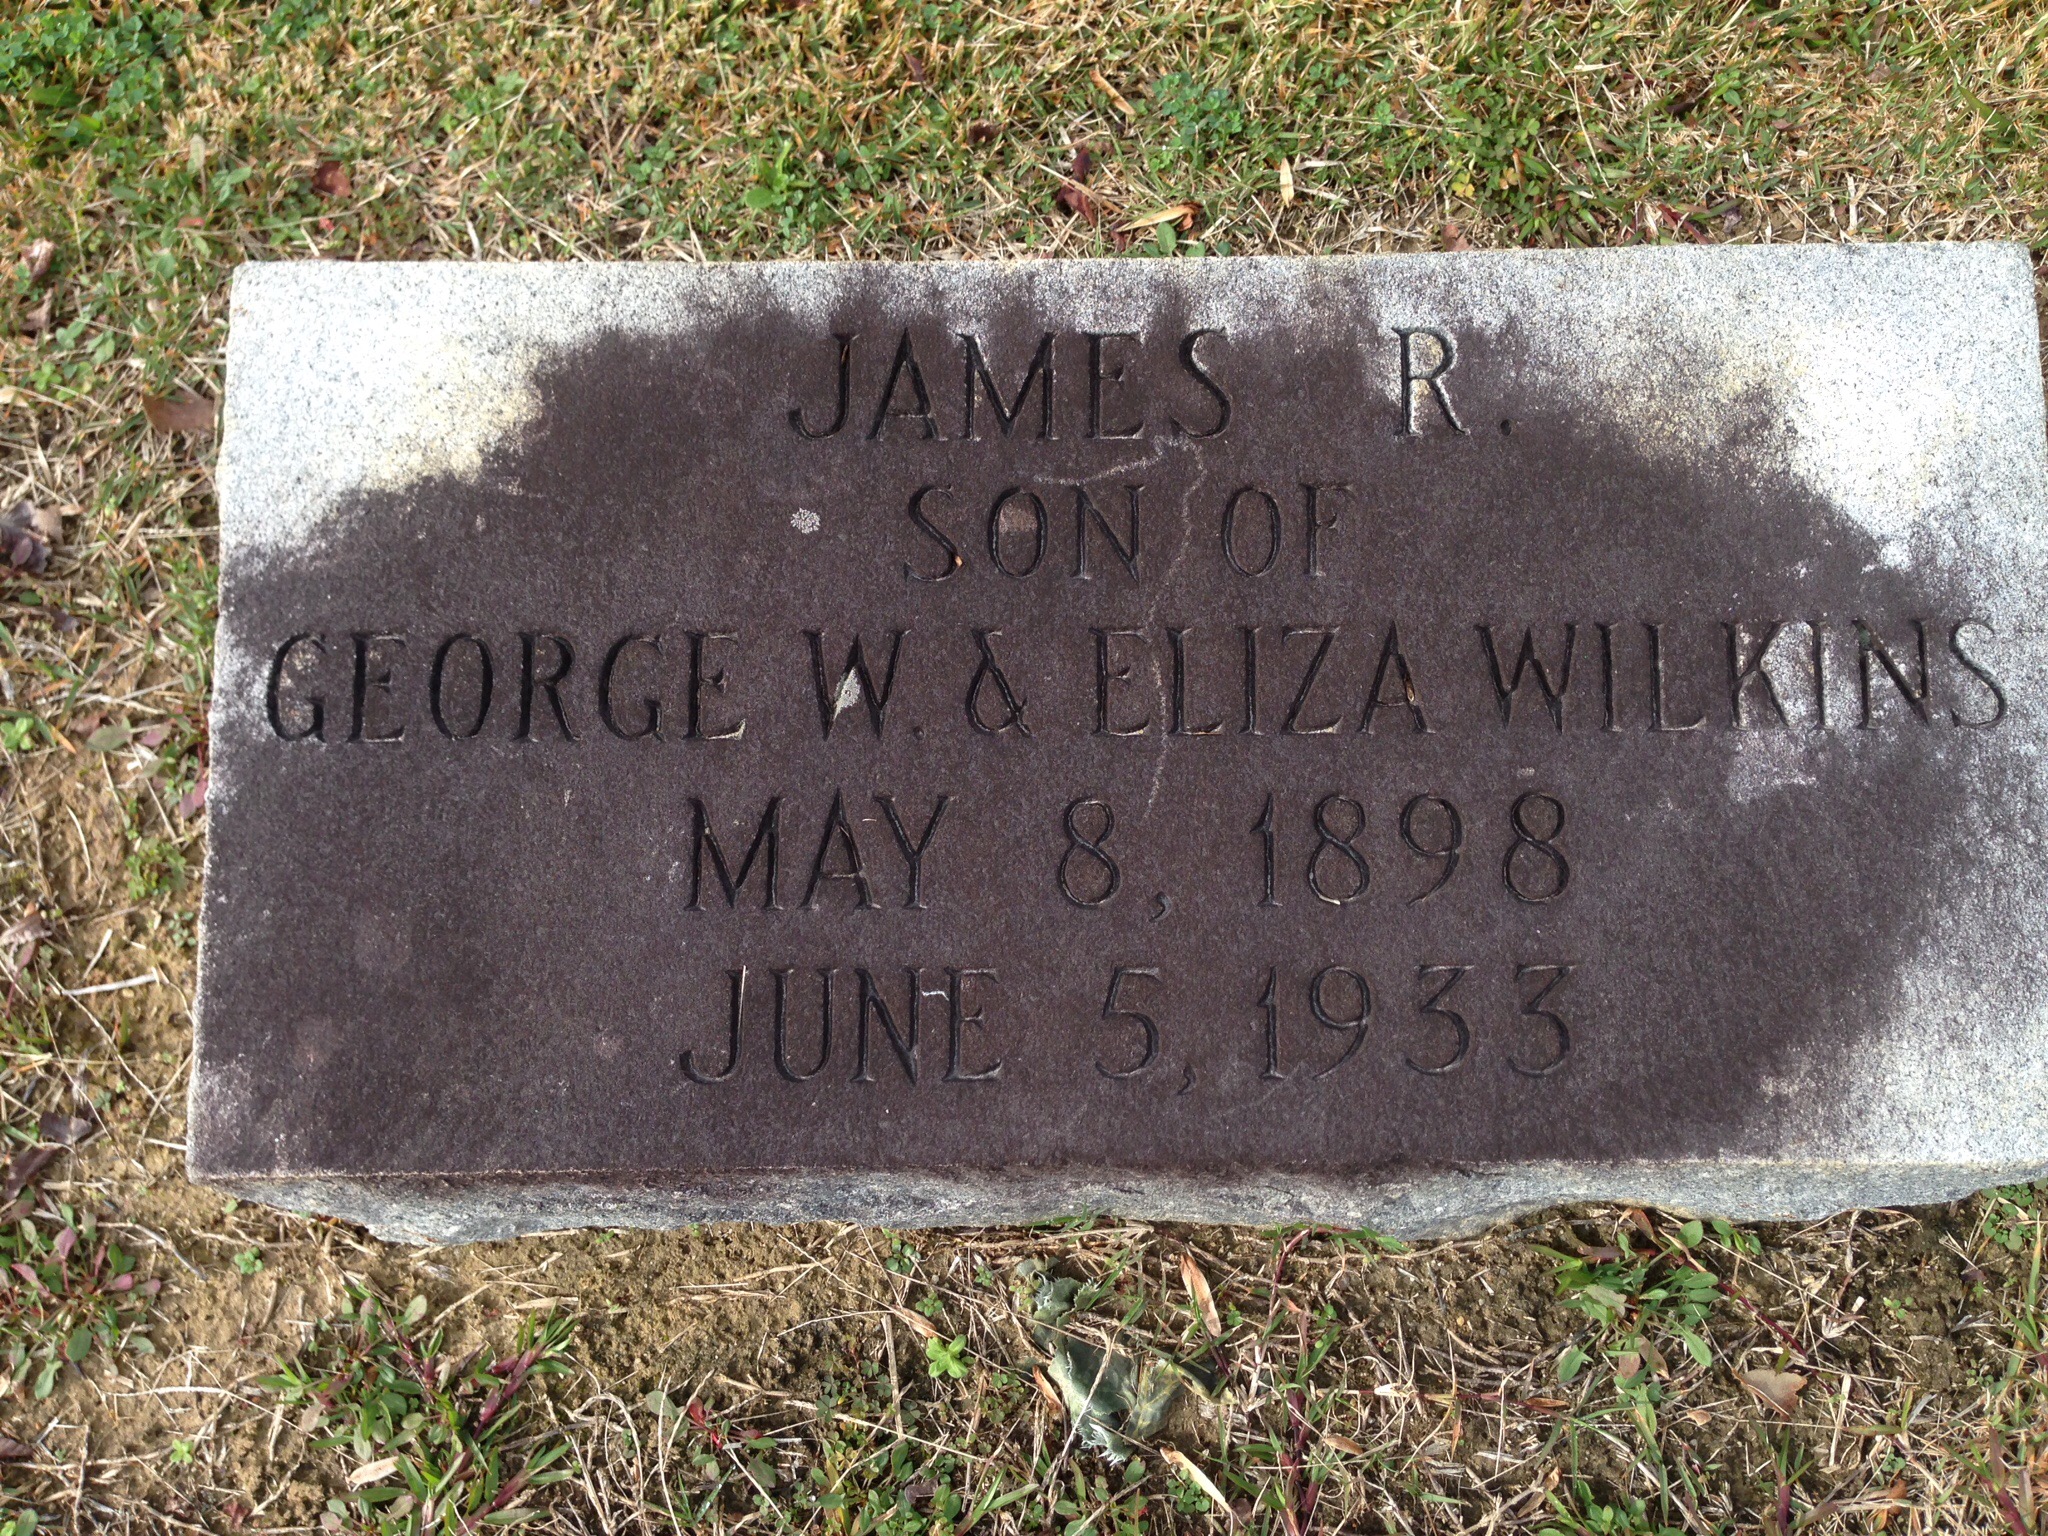 JAMES R.
SON OF
GEORGE W. & ELIZA WILKINS
MAY 8, 1898
JUNE 5, 1933